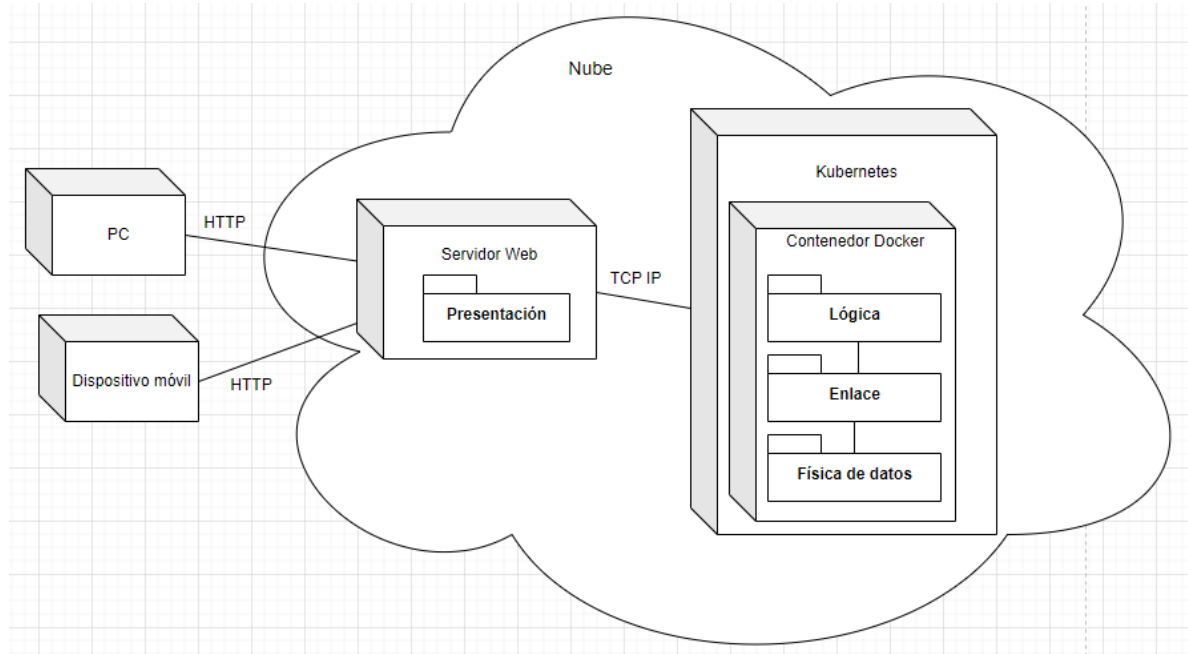 Nube
Kubernetes
PC
HTTP
Servidor Web
Contenedor Docker
TCP IP
Presentación
Lógica
Dispositivo móvil
HTTP
Enlace
Física de datos